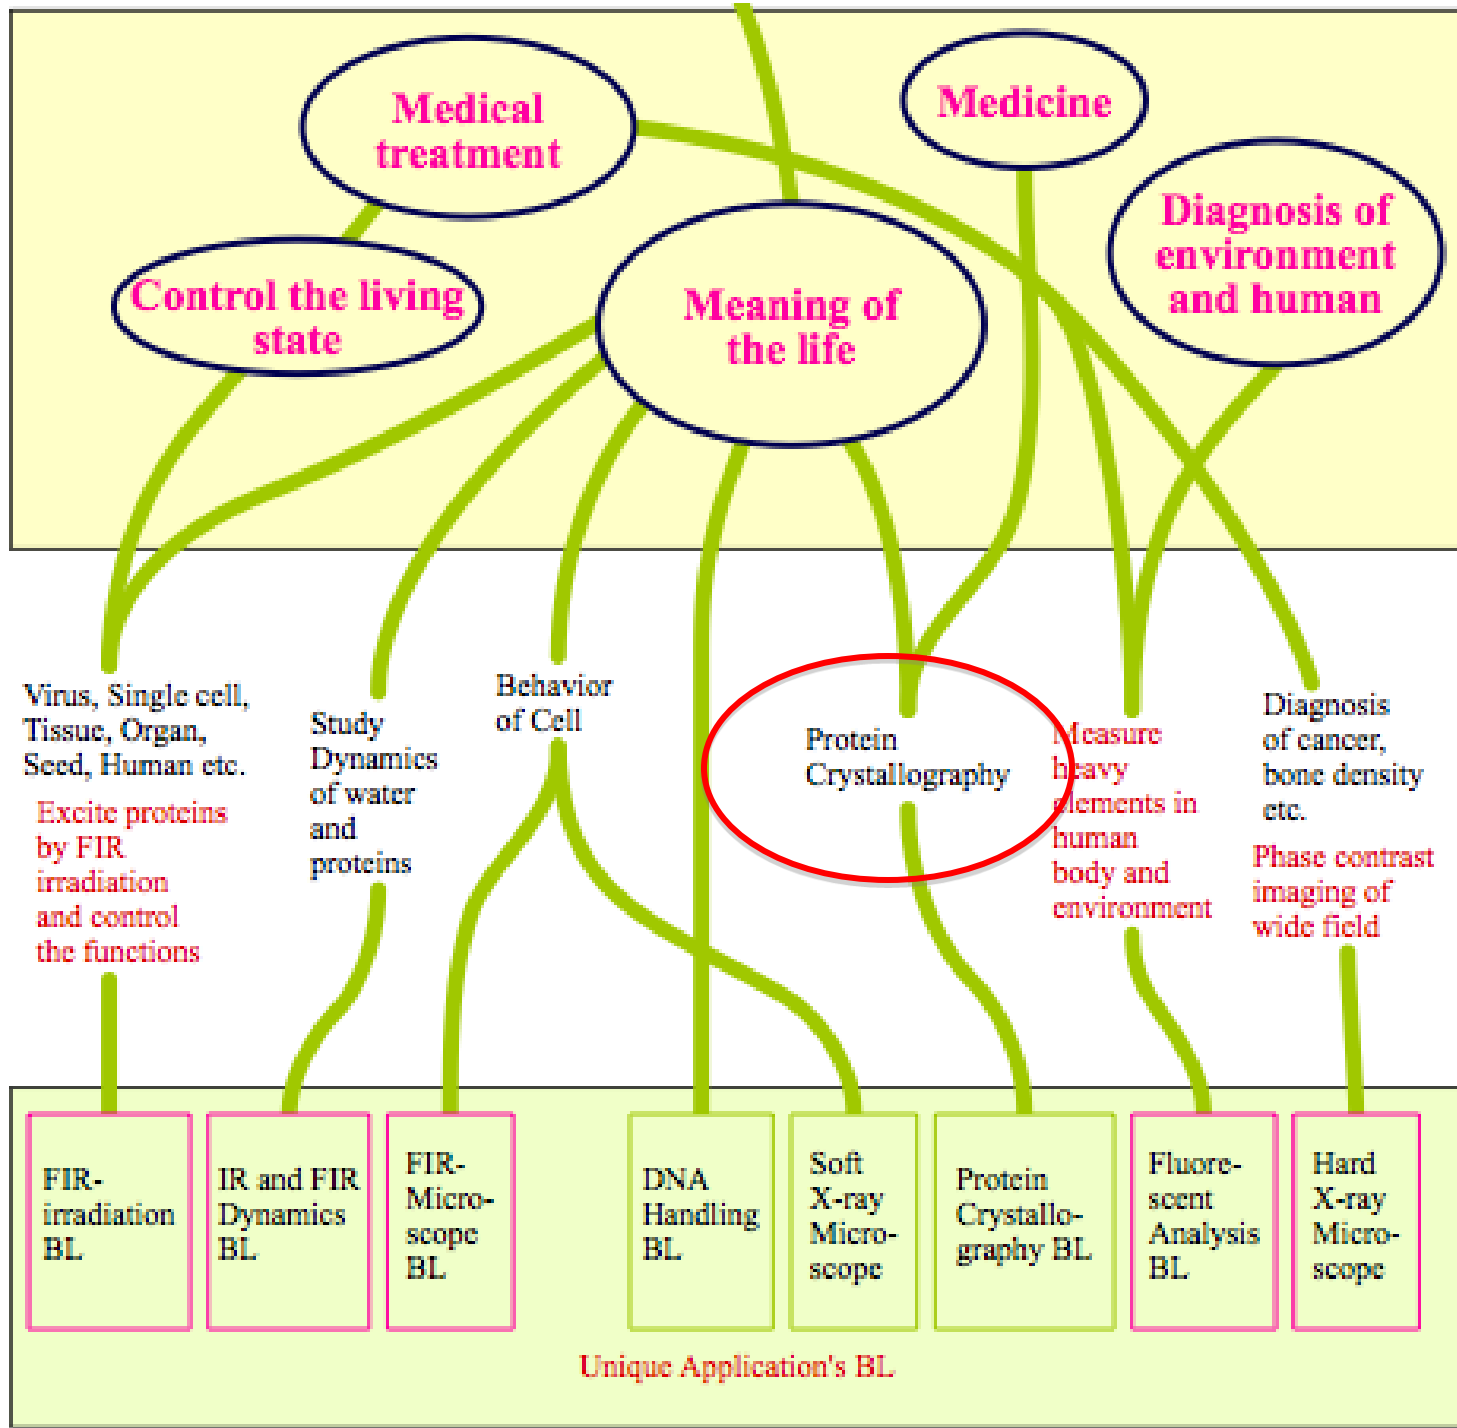 Medical
treatment
Medicine
Diagnosis of
environment
and human
Control the living
state
Meaning of
the life
Virus, Single cell,
Tissue, Organ,
Seed, Human etc.
Excite proteins
by FIR
irradiation
and control
the functions
Study
Dynamics
of water
and
proteins
Behavior
of Cell
Protein
Crystallography
Measure
heavy
elements in
human
body and
environment
Diagnosis
of cancer,
bone density
etc.
Phase contrast
imaging of
wide field
FIR-
irradiation
BL
IR and FIR
Dynamics
BL
FIR-
Micro-
scope
BL
DNA
Handling
BL
Soft
X-ray
Micro-
scope
Protein
Crystallo-
graphy BL
Fluore-
scent
Analysis
BL
Hard
X-ray
Micro-
scope
Unique Application's BL